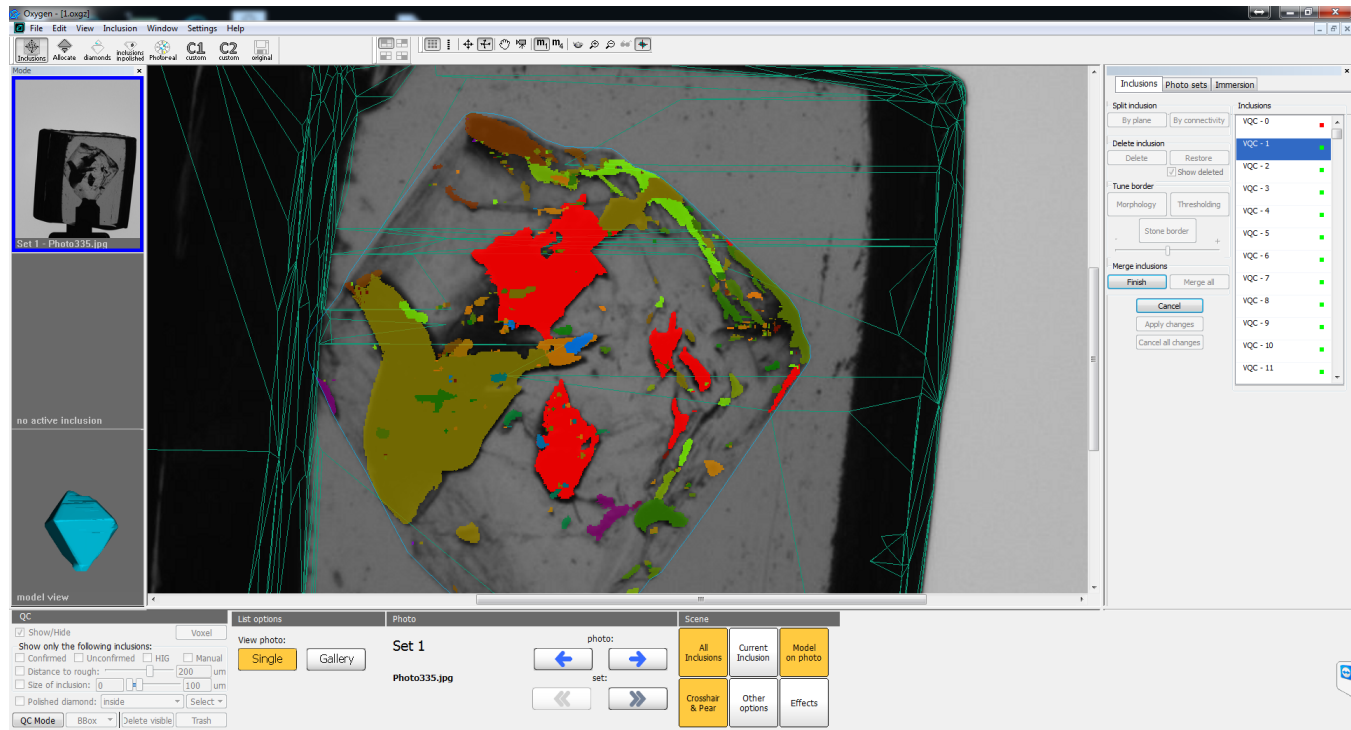 Oxygen - [1.oxgz]
File Edit View Inclusion Window Settings Help
Inclusions Allocate diamonds inclusions inpolished Photoreal C1 custom C2 custom original
m
Mode
Set 1 - Photo335.jpg
no active inclusion
model view
Inclusions Photo sets Immersion
Split inclusion
By plane By connectivity
Delete inclusion
Delete Restore
Show deleted
Tune border
Morphology Thresholding
Stone border
- +
Merge inclusions
Finish Merge all
Cancel
Apply changes
Cancel all changes
Inclusions
VQC - 0
VQC - 1
VQC - 2
VQC - 3
VQC - 4
VQC - 5
VQC - 6
VQC - 7
VQC - 8
VQC - 9
VQC - 10
VQC - 11
QC
Show/Hide Voxel
Show only the following inclusions:
Confirmed Unconfirmed HIG Manual
Distance to rough: 200 um
Size of inclusion: 0 100 um
Polished diamond: inside Select
QC Mode BBox Delete visible Trash
List options
View photo:
Single Gallery
Photo
Set 1
Photo335.jpg
photo:
set:
Scene
All Inclusions
Current Inclusion
Model on photo
Crosshair & Pear
Other options
Effects